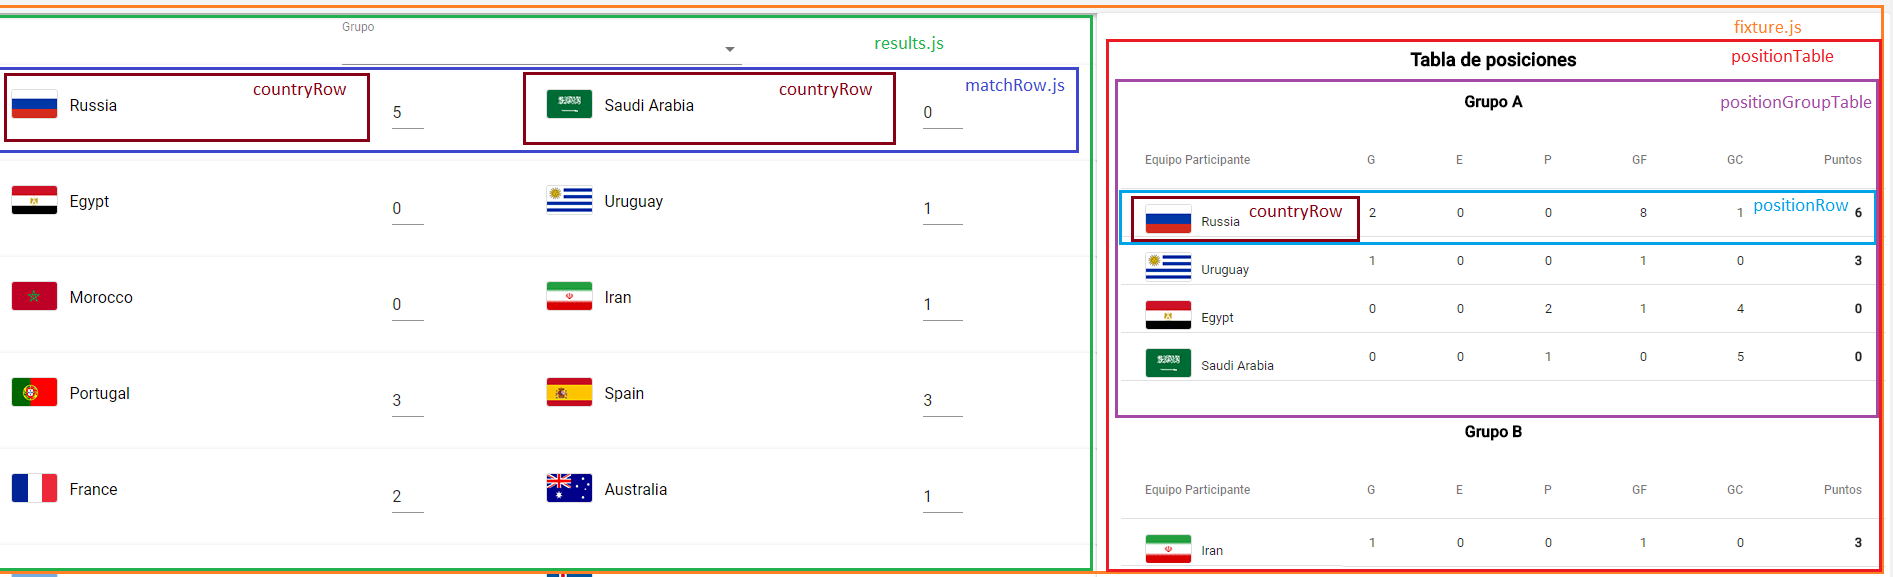 Grupo
results.js
fixture.js
positionTable
Tabla de posiciones
countryRow countryRow matchRow.js
Russia 5 Saudi Arabia 0
Egypt 0 Uruguay 1
Morocco 0 Iran 1
Portugal 3 Spain 3
France 2 Australia 1
Grupo A positionGroupTable
Equipo Participante G E P GF GC Puntos
Russia countryRow 2 0 0 8 1 positionRow 6
Uruguay 1 0 0 1 0 3
Egypt 0 0 2 1 4 0
Saudi Arabia 0 0 1 0 5 0
Grupo B
Equipo Participante G E P GF GC Puntos
Iran 1 0 0 1 0 3